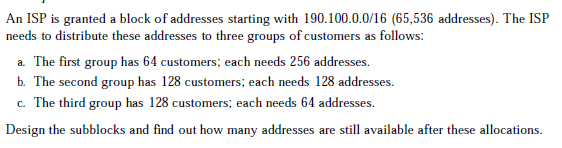 An ISP is granted a block of addresses starting with 190.100.0.0/16 (65,536 addresses). The ISP
needs to distribute these addresses to three groups of customers as follows:
a. The first group has 64 customers; each needs 256 addresses.
b. The second group has 128 customers; each needs 128 addresses.
c. The third group has 128 customers; each needs 64 addresses.
Design the subblocks and find out how many addresses are still available after these allocations.